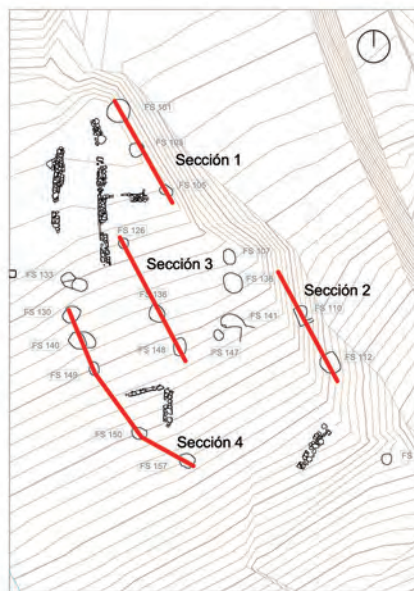 FS 101
FS 103
Sección 1
FS 105
FS 126
FS 107
Sección 3
FS 133
FS 138
Sección 2
FS 136
FS 110
FS 130
FS 141
FS 140
FS 147
FS 148
FS 112
FS 149
FS 150
Sección 4
FS 157
FS